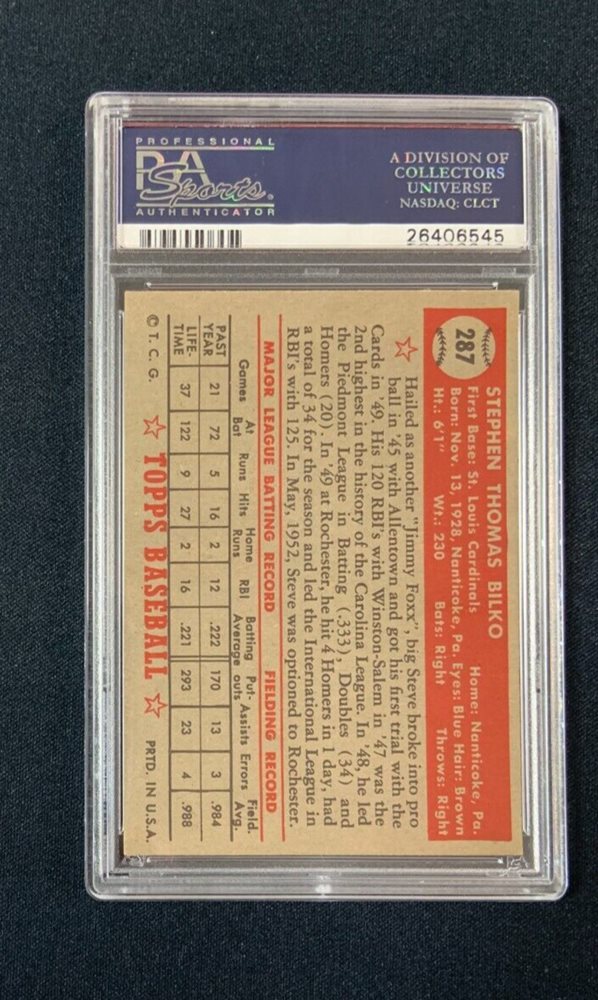 PROFESSIONAL
PSA
Sports.
AUTHENTICATOR
A DIVISION OF
COLLECTORS
UNIVERSE
NASDAQ: CLCT
26406545
287
STEPHEN THOMAS BILKO
First Base: St. Louis Cardinals Home: Nanticoke, Pa.
Born: Nov. 13, 1928, Nanticoke, Pa. Eyes: Blue Hair: Brown
Ht.: 6'1" Wt.: 230 Bats: Right Throws: Right
Hailed as another "Jimmy Foxx", big Steve broke into pro
ball in '45 with Allentown and got his first trial with the
Cards in '49. His 120 RBI's with Winston-Salem in '47 was the
2nd highest in the history of the Carolina League. In '48, he led
the Piedmont League in Batting (.333), Doubles (34) and
Homers (20). In '49 at Rochester, he hit 4 Homers in 1 day, had
a total of 34 for the season and led the International League in
RBI's with 125. In May, 1952, Steve was optioned to Rochester.
MAJOR LEAGUE BATTING RECORD FIELDING RECORD
Games At Bat Runs Hits Home Runs RBI Batting Average Put-outs Assists Errors Field. Avg.
PAST YEAR 21 72 5 16 2 12 .222 170 13 3 .984
LIFE-TIME 37 122 9 27 2 16 .221 293 23 4 .988
© T. C. G. ☆ TOPPS BASEBALL ☆ PRTD. IN U.S.A.